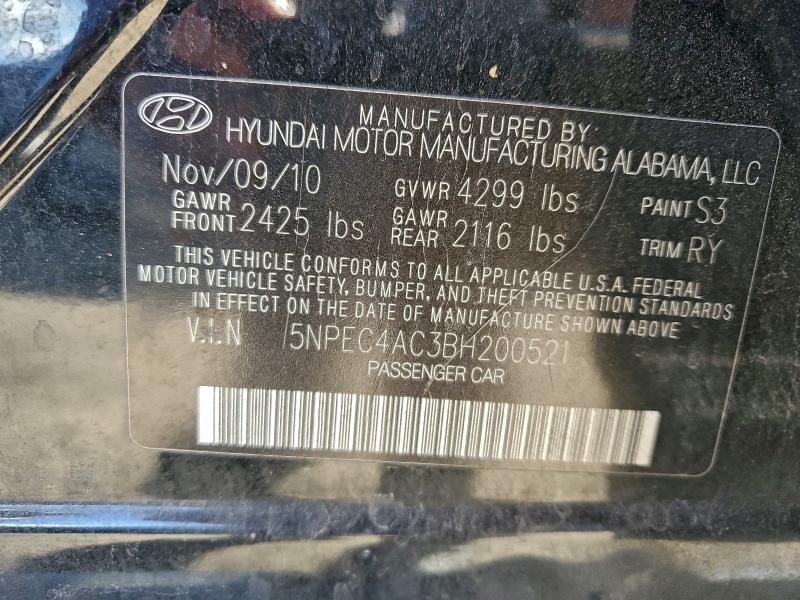 MANUFACTURED BY:
HYUNDAI MOTOR MANUFACTURING ALABAMA, LLC
Nov/09/10 GVWR 4299 lbs PAINT S3
GAWR FRONT 2425 lbs GAWR REAR 2116 lbs TRIM RY
THIS VEHICLE CONFORMS TO ALL APPLICABLE U.S.A. FEDERAL
MOTOR VEHICLE SAFETY, BUMPER, AND THEFT PREVENTION STANDARDS
IN EFFECT ON THE DATE OF MANUFACTURE SHOWN ABOVE
V.I.N 5NPEC4AC3BH200521
PASSENGER CAR